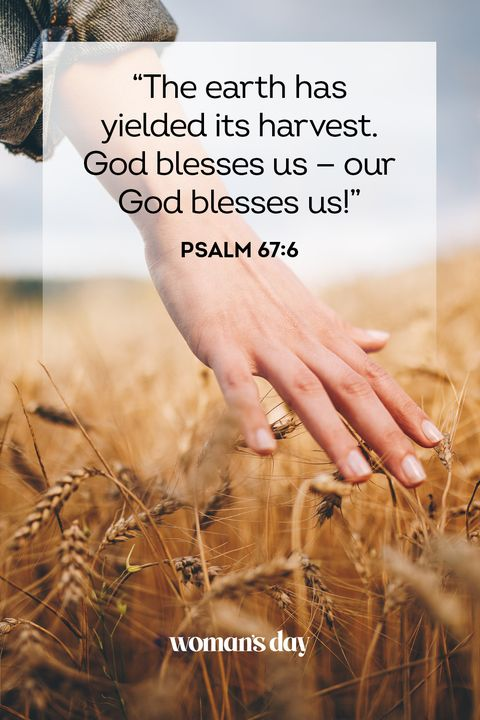 “The earth has
yielded its harvest.
God blesses us – our
God blesses us!”
PSALM 67:6
woman's day